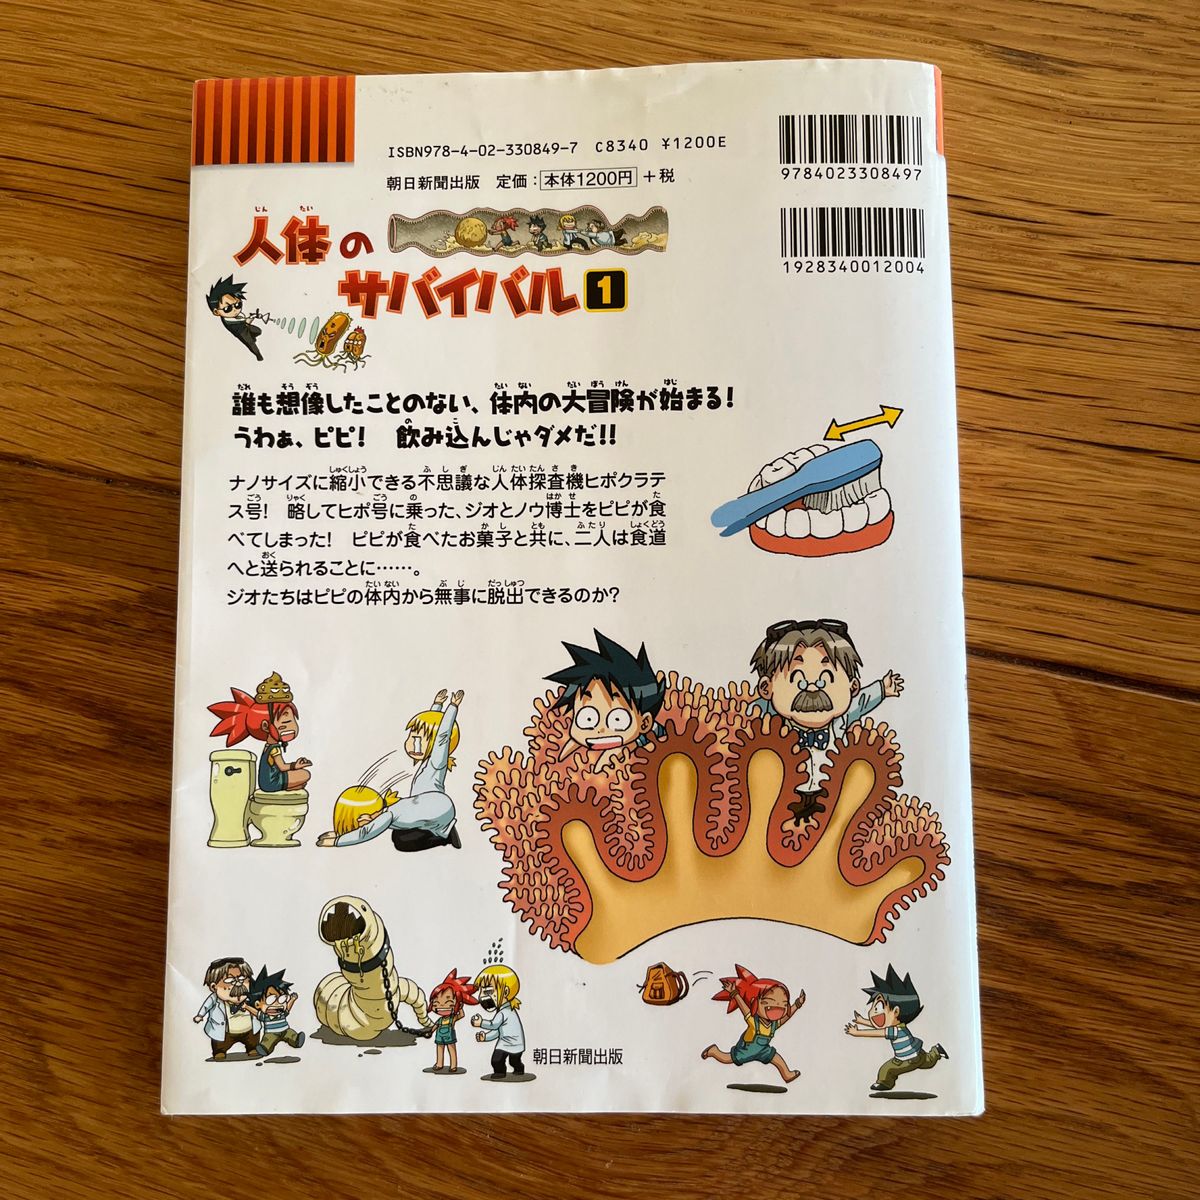 ISBN978-4-02-330849-7 C8340 ¥1200E
朝日新聞出版 定価：本体1200円+税
9784023308497
1928340012004
人体の
サバイバル1
誰も想像したことのない、体内の大冒険が始まる！
うわぁ、ピピ！ 飲み込んじゃダメだ!!
ナノサイズに縮小できる不思議な人体探査機ヒポクラテ
ス号！ 略してヒポ号に乗った、ジオとノウ博士をピピが食
べてしまった！ ピピが食べたお菓子と共に、二人は食道
へと送られることに……。
ジオたちはピピの体内から無事に脱出できるのか？
朝日新聞出版